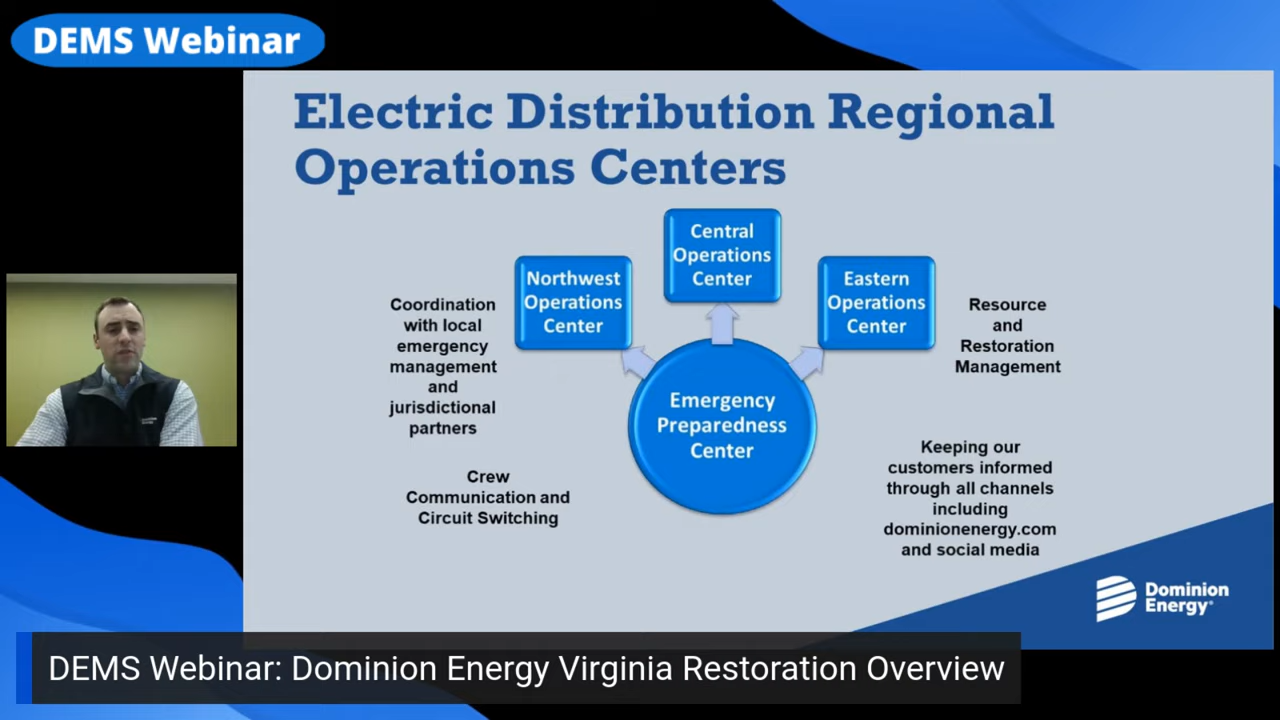 DEMS Webinar
Electric Distribution Regional
Operations Centers
Central
Operations
Center
Northwest
Operations
Center
Eastern
Operations
Center
Coordination
with local
emergency
management
and
jurisdictional
partners
Resource
and
Restoration
Management
Emergency
Preparedness
Center
Crew
Communication and
Circuit Switching
Keeping our
customers informed
through all channels
including
dominionenergy.com
and social media
Dominion
Energy®
DEMS Webinar: Dominion Energy Virginia Restoration Overview